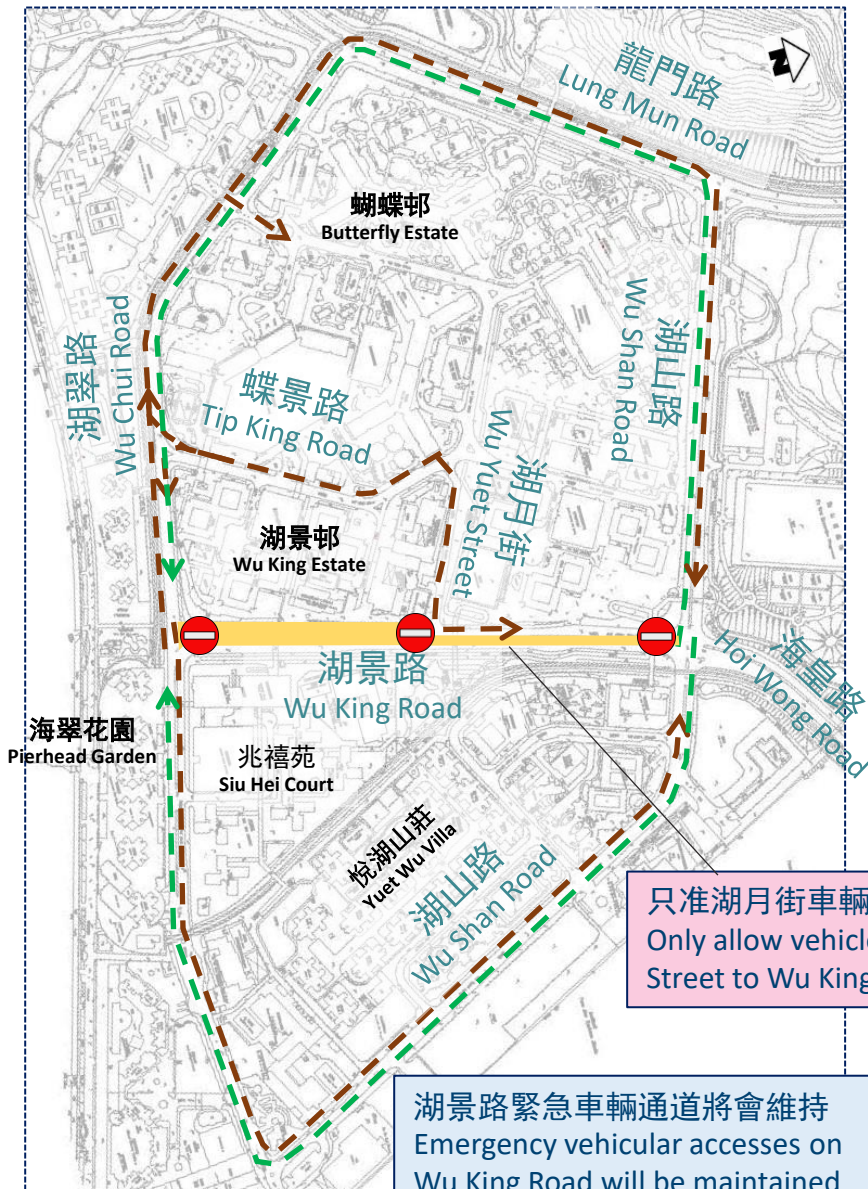 龍門路
Lung Mun Road
N
蝴蝶邨
Butterfly Estate
湖翠路
Wu Chui Road
蝶景路
Tip King Road
湖月街
Wu Yuet Street
湖山路
Wu Shan Road
湖景邨
Wu King Estate
湖景路
Wu King Road
海皇路
Hoi Wong Road
海翠花園
Pierhead Garden
兆禧苑
Siu Hei Court
悅湖山莊
Yuet Wu Villa
湖山路
Wu Shan Road
只准湖月街車輛
Only allow vehicle
Street to Wu King
湖景路緊急車輛通道將會維持
Emergency vehicular accesses on
Wu King Road will be maintained